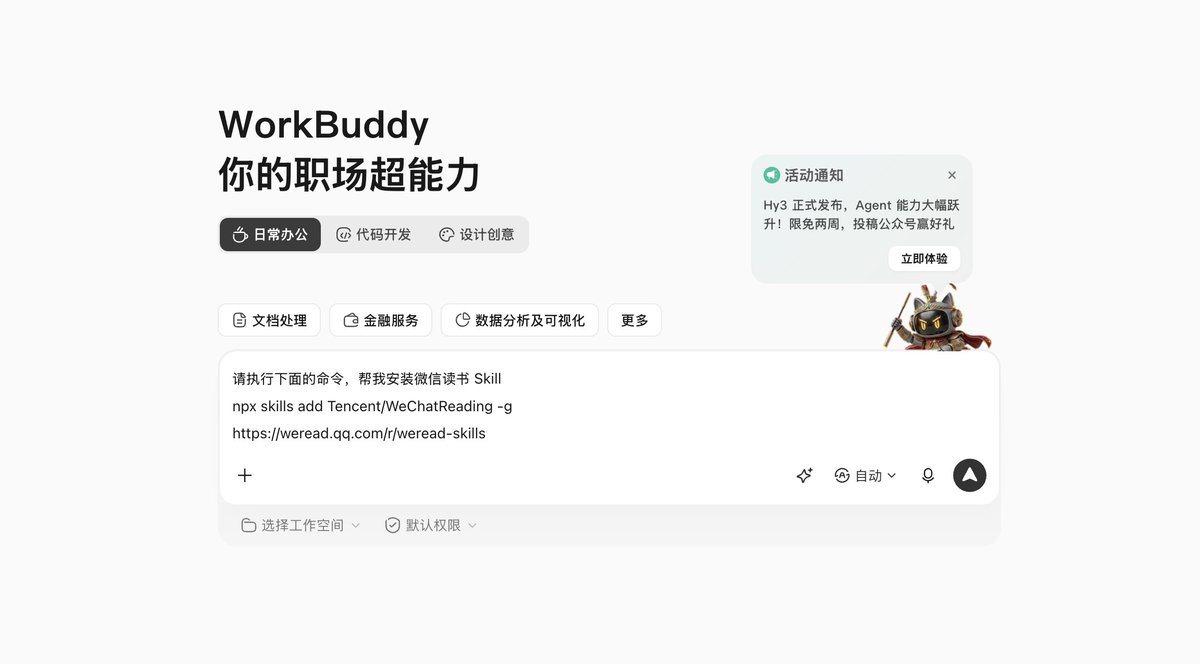 WorkBuddy
你的职场超能力
日常办公 代码开发 设计创意
活动通知
Hy3 正式发布，Agent 能力大幅跃
升！限免两周，投稿公众号赢好礼
立即体验
文档处理 金融服务 数据分析及可视化 更多
请执行下面的命令，帮我安装微信读书 Skill
npx skills add Tencent/WeChatReading -g
https://weread.qq.com/r/weread-skills
自动
选择工作空间 默认权限